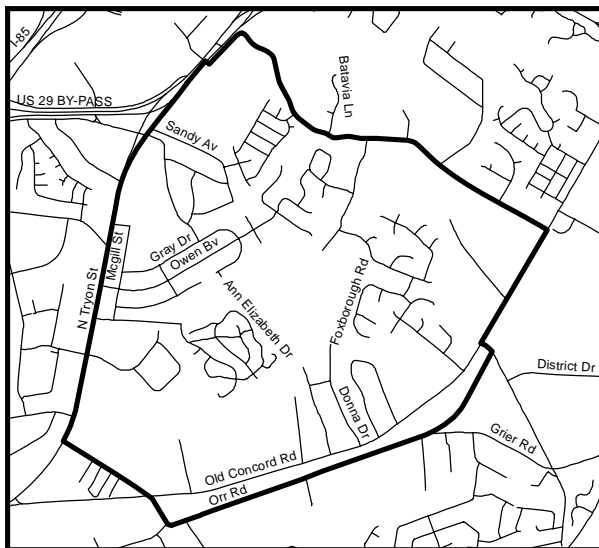 I-85
US 29 BY-PASS
Batavia Ln
Sandy Av
Mcgill St
Gray Dr
Owen Bv
N Tryon St
Ann Elizabeth Dr
Foxborough Rd
District Dr
Donna Dr
Grier Rd
Old Concord Rd
Orr Rd